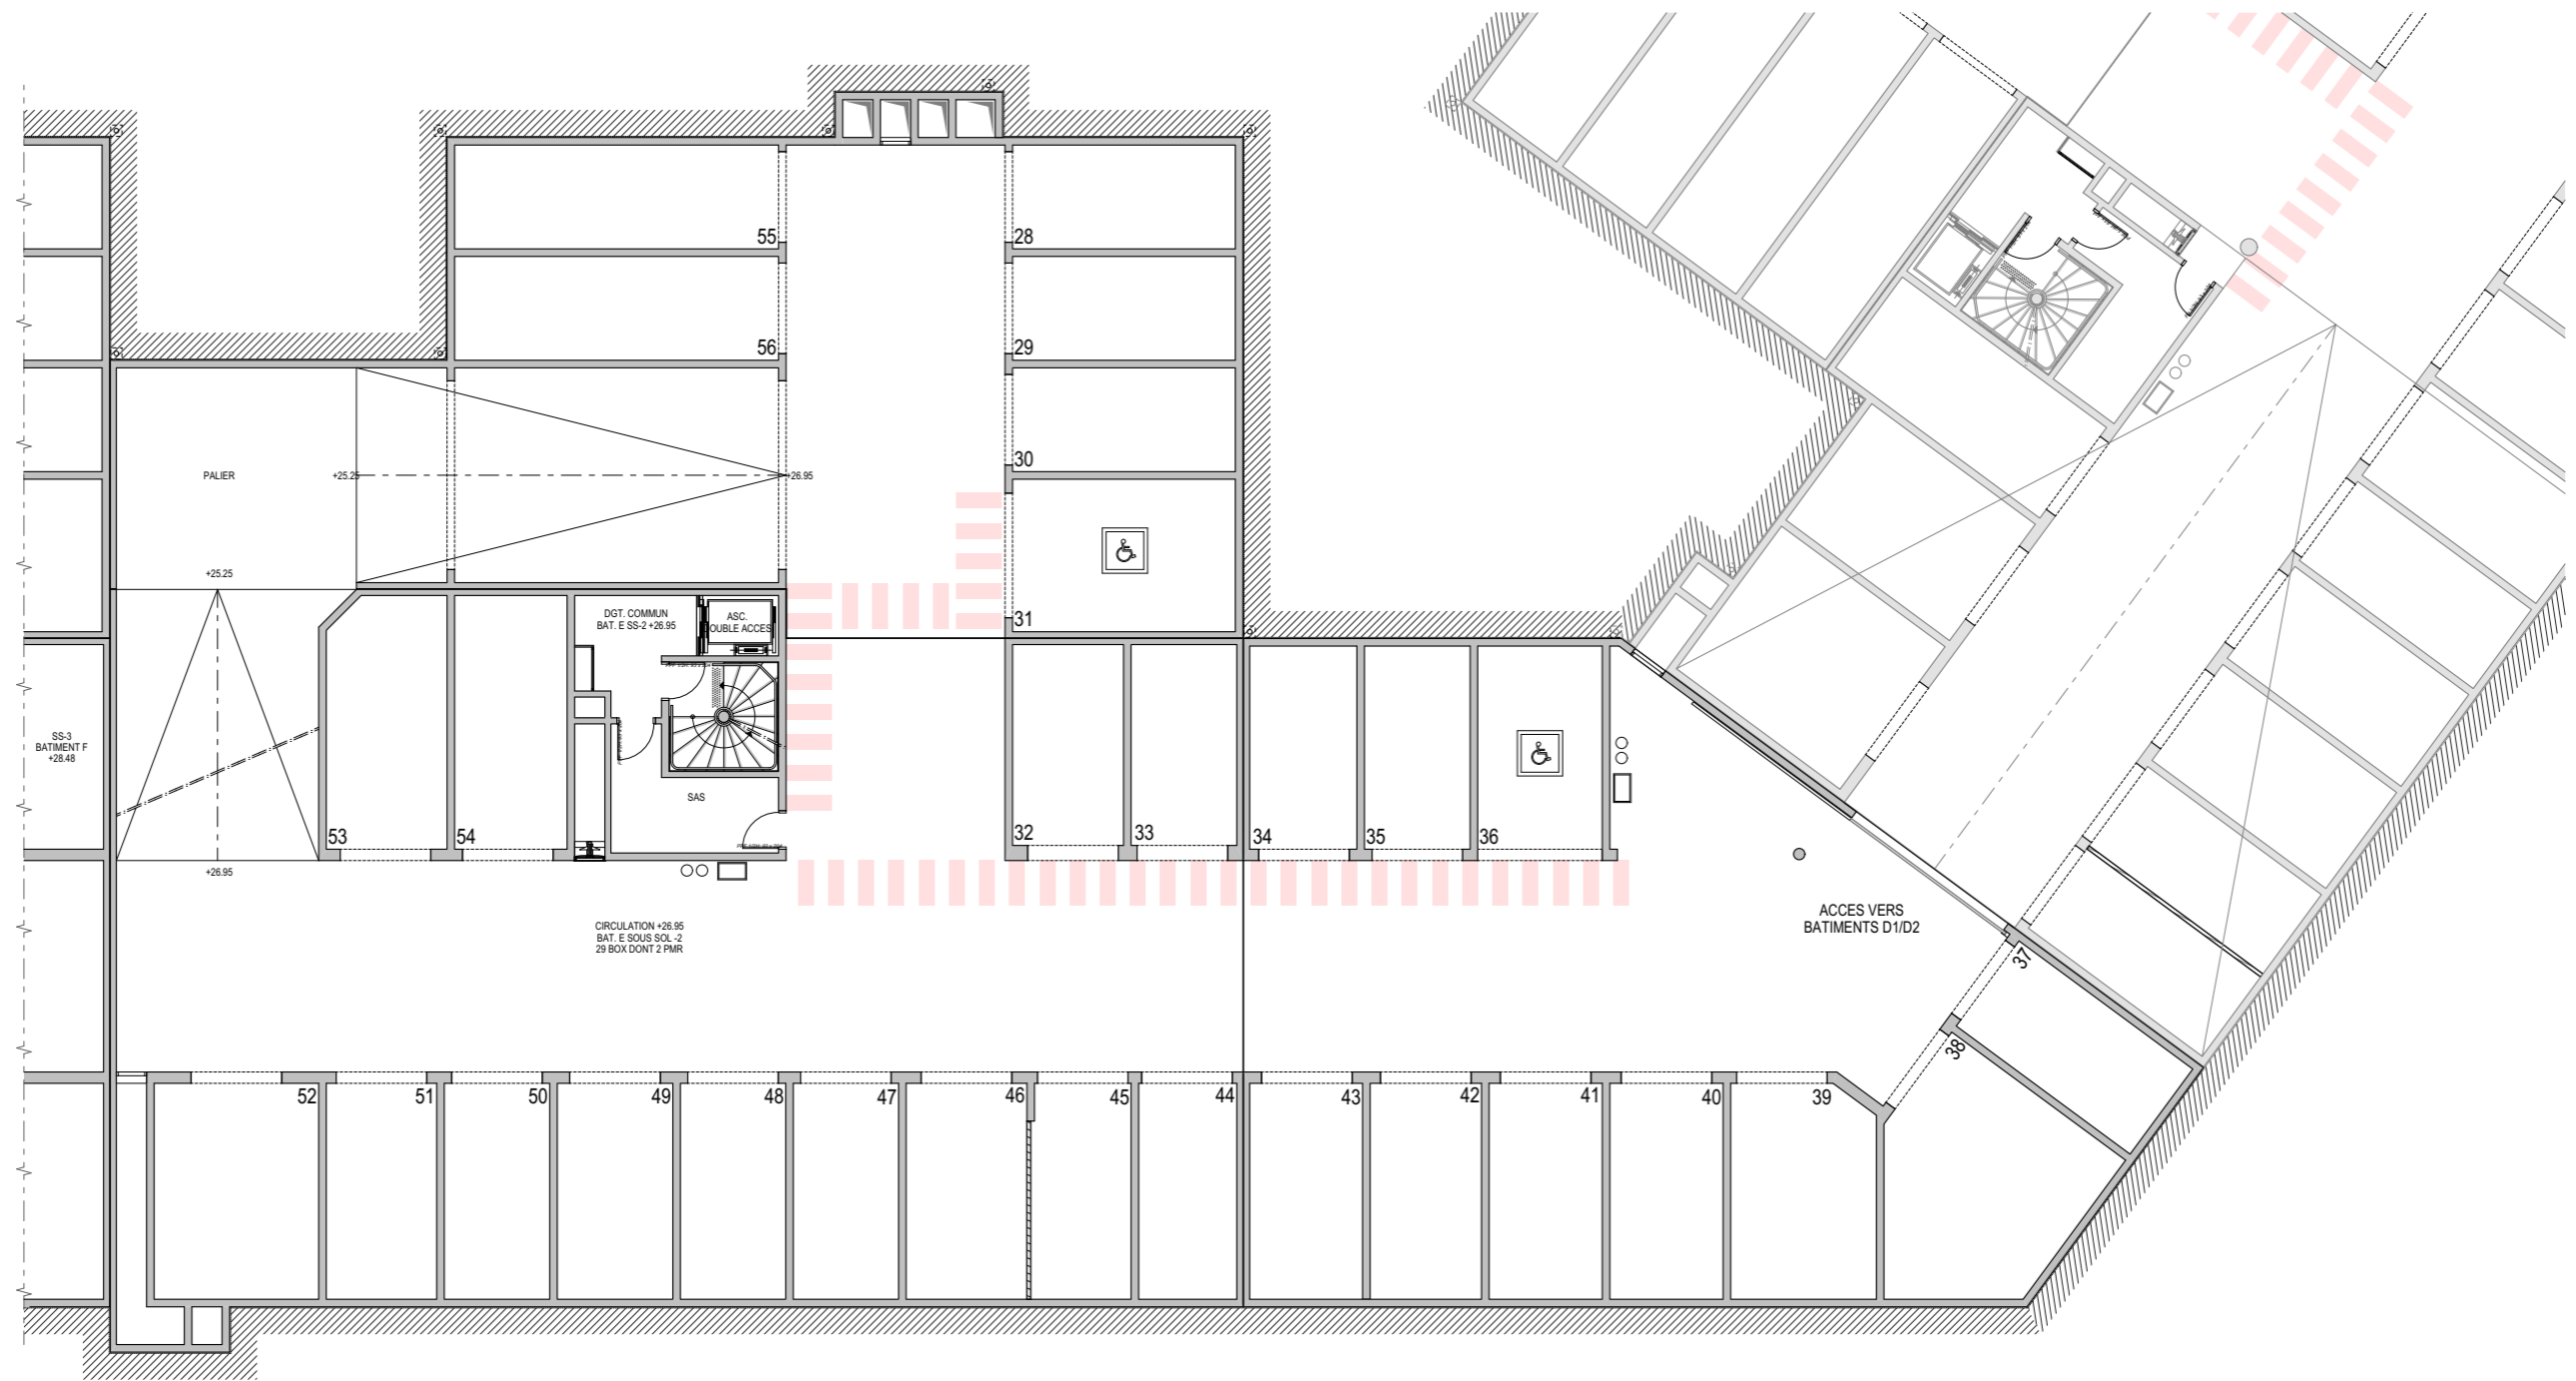 55
28
56
29
30
PALIER
+25.25
+26.95
+25.25
31
DGT. COMMUN
BAT. E SS-2 +26.95
ASC.
DOUBLE ACCES
SS-3
BATIMENT F
+28.48
SAS
53
54
32
33
34
35
36
+26.95
CIRCULATION +26.95
BAT. E SOUS SOL -2
29 BOX DONT 2 PMR
ACCES VERS
BATIMENTS D1/D2
37
38
52
51
50
49
48
47
46
45
44
43
42
41
40
39